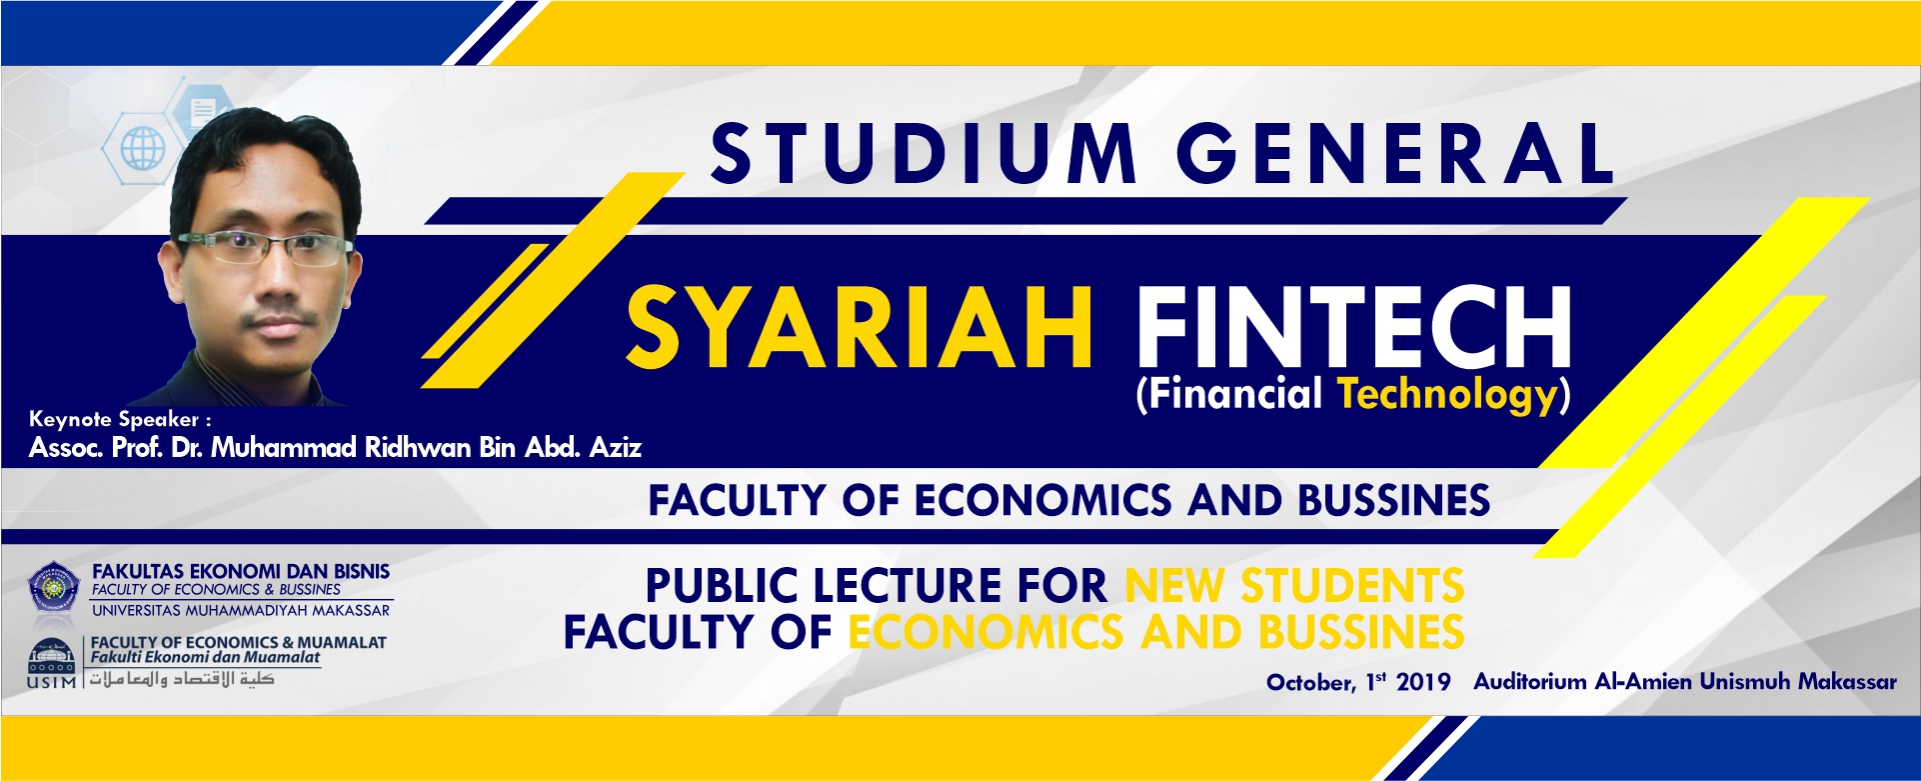 STUDIUM GENERAL
SYARIAH FINTECH
(Financial Technology)
Keynote Speaker :
Assoc. Prof. Dr. Muhammad Ridhwan Bin Abd. Aziz
FACULTY OF ECONOMICS AND BUSSINES
PUBLIC LECTURE FOR NEW STUDENTS
FACULTY OF ECONOMICS AND BUSSINES
October, 1st 2019 Auditorium Al-Amien Unismuh Makassar
FAKULTAS EKONOMI DAN BISNIS
FACULTY OF ECONOMICS & BUSSINES
UNIVERSITAS MUHAMMADIYAH MAKASSAR
FACULTY OF ECONOMICS & MUAMALAT
Fakulti Ekonomi dan Muamalat
كلية الاقتصاد والمعاملات
USIM